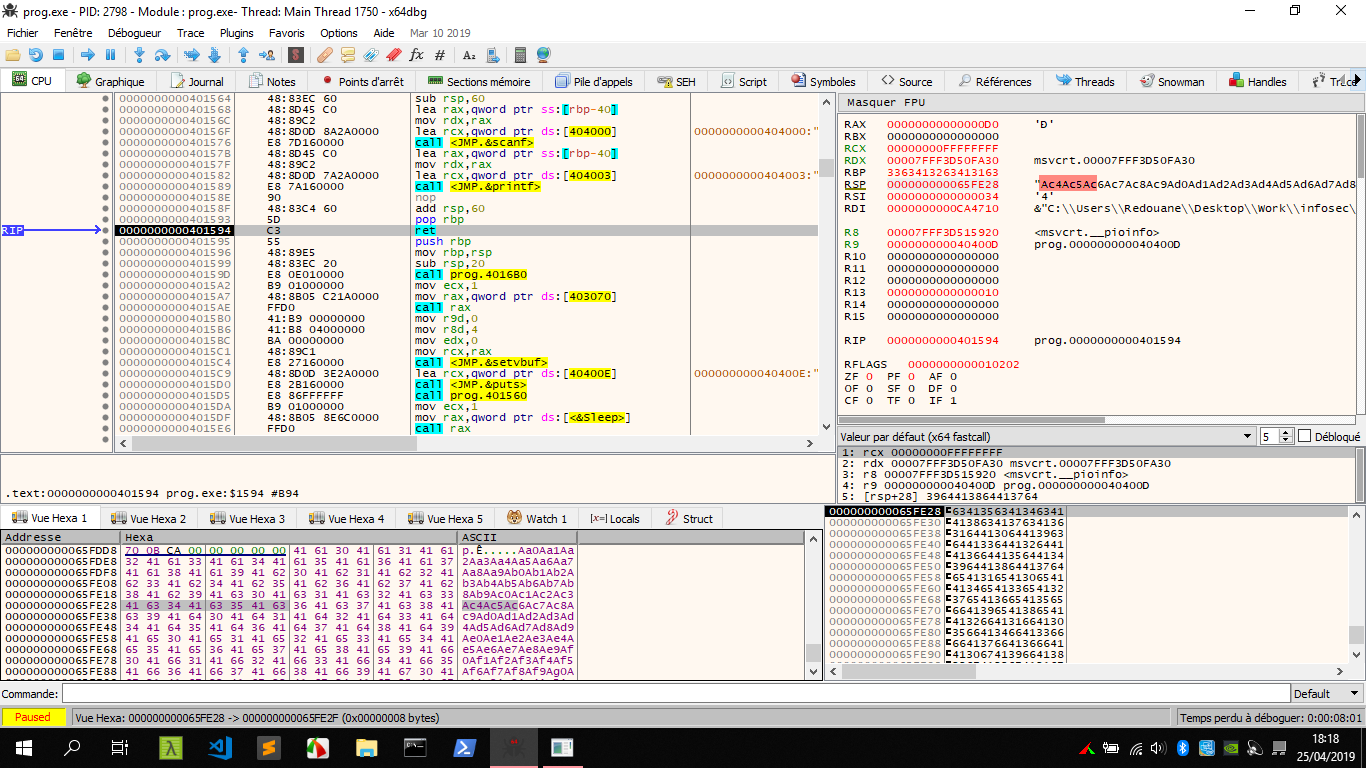 prog.exe - PID: 2798 - Module : prog.exe- Thread: Main Thread 1750 - x64dbg
Fichier Fenêtre Débogueur Trace Plugins Favoris Options Aide Mar 10 2019
CPU Graphique Journal Notes Points d'arrêt Sections mémoire Pile d'appels SEH Script Symboles Source Références Threads Snowman Handles
RIP
0000000000401564 48:83EC 60 sub rsp,60
0000000000401568 48:8D45 C0 lea rax,qword ptr ss:[rbp-40]
000000000040156C 48:89C2 mov rdx,rax
000000000040156F 48:8D0D 8A2A0000 lea rcx,qword ptr ds:[404000] 0000000000404000:"
0000000000401576 E8 7D160000 call <JMP.&scanf>
48:8D45 C0 lea rax,qword ptr ss:[rbp-40]
000000000040157F 48:89C2 mov rdx,rax
0000000000401582 48:8D0D 7A2A0000 lea rcx,qword ptr ds:[404003] 0000000000404003:"
0000000000401589 E8 7A160000 call <JMP.&printf>
000000000040158E 90 nop
000000000040158F 48:83C4 60 add rsp,60
0000000000401593 5D pop rbp
0000000000401594 C3 ret
0000000000401595 55 push rbp
0000000000401596 48:89E5 mov rbp,rsp
0000000000401599 48:83EC 20 sub rsp,20
000000000040159D E8 0E010000 call prog.4016B0
00000000004015A2 B9 01000000 mov ecx,1
00000000004015A7 48:8B05 C21A0000 mov rax,qword ptr ds:[403070]
00000000004015AE FFD0 call rax
00000000004015B0 41:B9 00000000 mov r9d,0
00000000004015B6 41:B8 04000000 mov r8d,4
00000000004015BC BA 00000000 mov edx,0
00000000004015C1 48:89C1 mov rcx,rax
00000000004015C4 E8 27160000 call <JMP.&setvbuf>
00000000004015C9 48:8D0D 3E2A0000 lea rcx,qword ptr ds:[40400E] 000000000040400E:"
00000000004015D0 E8 2B160000 call <JMP.&puts>
00000000004015D5 E8 86FFFFFF call prog.401560
00000000004015DA B9 01000000 mov ecx,1
00000000004015DF 48:8B05 8E6C0000 mov rax,qword ptr ds:[<&Sleep>]
00000000004015E6 FFD0 call rax
.text:0000000000401594 prog.exe:$1594 #B94
Masquer FPU
RAX 00000000000000D0 'Ð'
RBX 0000000000000000
RCX 00000000FFFFFFFF
RDX 00007FFF3D50FA30 msvcrt.00007FFF3D50FA30
RBP 3363413263413163
RSP 000000000065FE28 "Ac4Ac5Ac6Ac7Ac8Ac9Ad0Ad1Ad2Ad3Ad4Ad5Ad6Ad7Ad8
RSI 0000000000000034 '4'
RDI 0000000000CA4710 &"C:\\Users\\Redouane\\Desktop\\Work\\infosec\
R8 00007FFF3D515920 <msvcrt.__pioinfo>
R9 000000000040400D prog.000000000040400D
R10 0000000000000000
R11 0000000000000000
R12 0000000000000000
R13 0000000000000010
R14 0000000000000000
R15 0000000000000000
RIP 0000000000401594 prog.0000000000401594
RFLAGS 0000000000010202
ZF 0 PF 0 AF 0
OF 0 SF 0 DF 0
CF 0 TF 0 IF 1
Valeur par défaut (x64 fastcall) 5 Débloqué
1: rcx 00000000FFFFFFFF
2: rdx 00007FFF3D50FA30 msvcrt.00007FFF3D50FA30
3: r8 00007FFF3D515920 <msvcrt.__pioinfo>
4: r9 000000000040400D prog.000000000040400D
5: [rsp+28] 3964413864413764
Vue Hexa 1 Vue Hexa 2 Vue Hexa 3 Vue Hexa 4 Vue Hexa 5 Watch 1 Locals Struct
Addresse Hexa ASCII
000000000065FDD8 70 0B CA 00 00 00 00 00 41 61 30 41 61 31 41 61 p.Ê.....Aa0Aa1Aa
000000000065FDE8 32 41 61 33 41 61 34 41 61 35 41 61 36 41 61 37 2Aa3Aa4Aa5Aa6Aa7
000000000065FDF8 41 61 38 41 61 39 41 62 30 41 62 31 41 62 32 41 Aa8Aa9Ab0Ab1Ab2A
000000000065FE08 62 33 41 62 34 41 62 35 41 62 36 41 62 37 41 62 b3Ab4Ab5Ab6Ab7Ab
000000000065FE18 38 41 62 39 41 63 30 41 63 31 41 63 32 41 63 33 8Ab9Ac0Ac1Ac2Ac3
000000000065FE28 41 63 34 41 63 35 41 63 36 41 63 37 41 63 38 41 Ac4Ac5Ac6Ac7Ac8A
000000000065FE38 63 39 41 64 30 41 64 31 41 64 32 41 64 33 41 64 c9Ad0Ad1Ad2Ad3Ad
000000000065FE48 34 41 64 35 41 64 36 41 64 37 41 64 38 41 64 39 4Ad5Ad6Ad7Ad8Ad9
000000000065FE58 41 65 30 41 65 31 41 65 32 41 65 33 41 65 34 41 Ae0Ae1Ae2Ae3Ae4A
000000000065FE68 65 35 41 65 36 41 65 37 41 65 38 41 65 39 41 66 e5Ae6Ae7Ae8Ae9Af
000000000065FE78 30 41 66 31 41 66 32 41 66 33 41 66 34 41 66 35 0Af1Af2Af3Af4Af5
000000000065FE88 41 66 36 41 66 37 41 66 38 41 66 39 41 67 30 41 Af6Af7Af8Af9Ag0A
000000000065FE28 6341356341346341
000000000065FE30 4138634137634136
000000000065FE38 3164413064413963
000000000065FE40 6441336441326441
000000000065FE48 4136644135644134
000000000065FE50 3964413864413764
000000000065FE58 6541316541306541
000000000065FE60 4134654133654132
000000000065FE68 3765413665413565
000000000065FE70 6641396541386541
000000000065FE78 4132664131664130
000000000065FE80 3566413466413366
000000000065FE88 6641376641366641
000000000065FE90 4130674139664138
Commande: Default
Paused Vue Hexa: 000000000065FE28 -> 000000000065FE2F (0x00000008 bytes) Temps perdu à déboguer: 0:00:08:01
18:18
25/04/2019